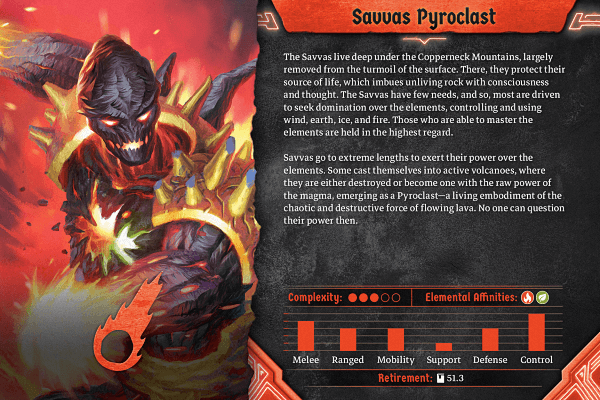 Savvas Pyroclast
The Savvas live deep under the Copperneck Mountains, largely
removed from the turmoil of the surface. There, they protect their
source of life, which imbues unliving rock with consciousness
and thought. The Savvas have few needs, and so, most are driven
to seek domination over the elements, controlling and using
wind, earth, ice, and fire. Those who are able to master the
elements are held in the highest regard.
Savvas go to extreme lengths to exert their power over the
elements. Some cast themselves into active volcanoes, where
they are either destroyed or become one with the raw power of
the magma, emerging as a Pyroclast—a living embodiment of the
chaotic and destructive force of flowing lava. No one can question
their power then.
Complexity: Elemental Affinities:
Melee Ranged Mobility Support Defense Control
Retirement: 51.3